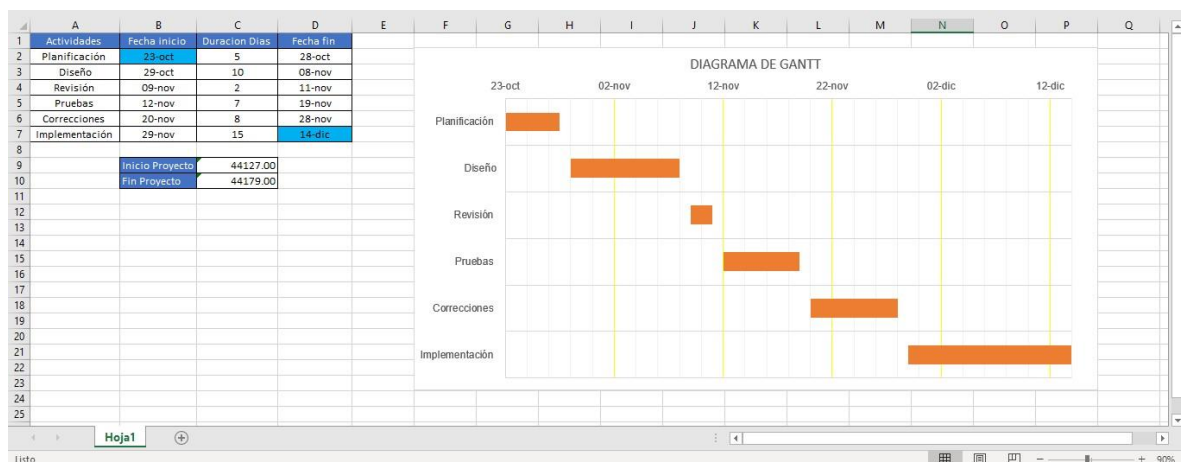 A B C D E F G H I J K L M N O P Q
1 Actividades Fecha inicio Duracion Dias Fecha fin
2 Planificación 23-oct 5 28-oct
3 Diseño 29-oct 10 08-nov
4 Revisión 09-nov 2 11-nov
5 Pruebas 12-nov 7 19-nov
6 Correcciones 20-nov 8 28-nov
7 Implementación 29-nov 15 14-dic
8
9 Inicio Proyecto 44127.00
10 Fin Proyecto 44179.00
11
12
13
14
15
16
17
18
19
20
21
22
23
24
25
DIAGRAMA DE GANTT
23-oct 02-nov 12-nov 22-nov 02-dic 12-dic
Planificación
Diseño
Revisión
Pruebas
Correcciones
Implementación
Hoja1
Listo 90%